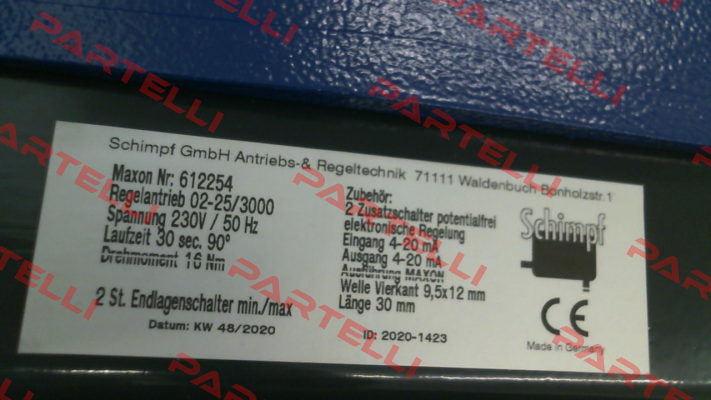 Schimpf GmbH Antriebs-& Regeltechnik 71111 Waldenbuch Bonholzstr.1
Maxon Nr: 612254
Regelantrieb 02-25/3000
Spannung 230V / 50 Hz
Laufzeit 30 sec. 90°
Drehmoment 16 Nm
2 St. Endlagenschalter min./max
Datum: KW 48/2020
Zubehör:
2 Zusatzschalter potentialfrei
elektronische Regelung
Eingang 4-20 mA
Ausgang 4-20 mA
Ausführung MAXON
Welle Vierkant 9,5x12 mm
Länge 30 mm
ID: 2020-1423
Schimpf
CE
Made in Germany
PARTELLI
PARTELLI
PARTELLI
PARTELLI
PARTELLI
PARTELLI
PARTELLI
PARTELLI
PARTELLI